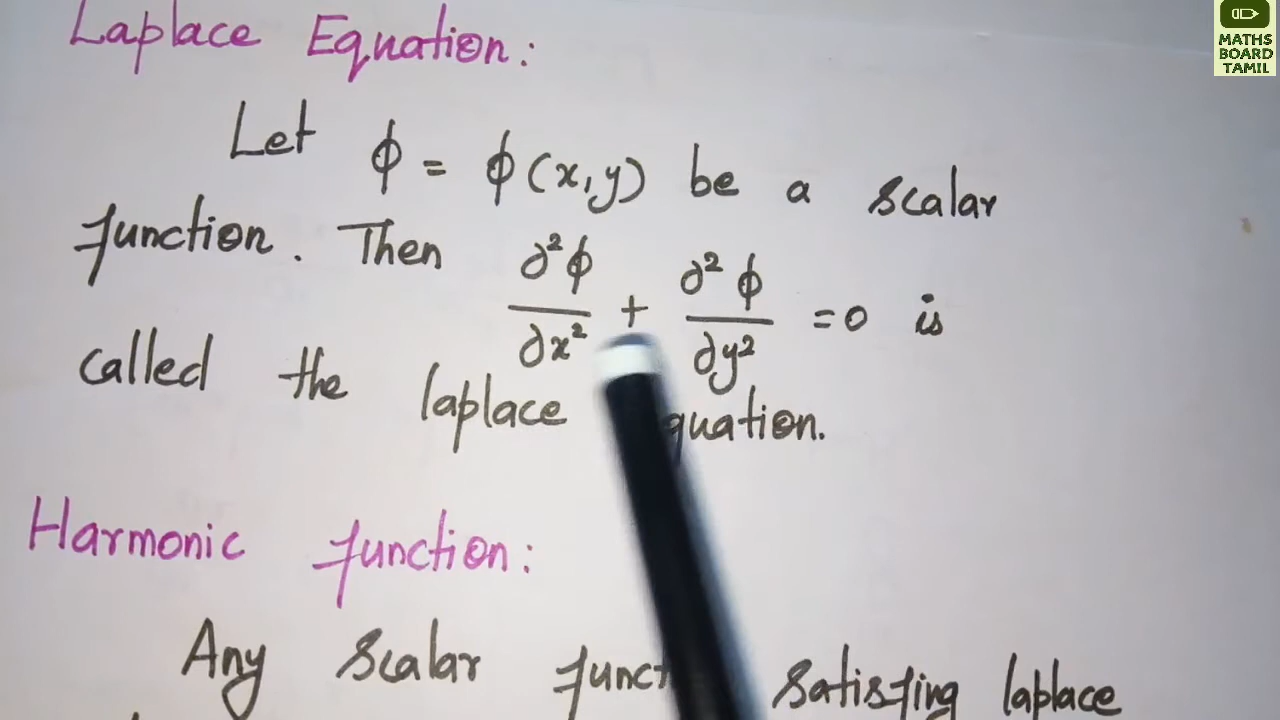 Laplace Equation:
MATHS
BOARD
TAMIL
Let ϕ = ϕ(x,y) be a scalar
function. Then ∂²ϕ/∂x² + ∂²ϕ/∂y² = 0 is
called the laplace quation.
Harmonic function:
Any scalar funct satisfing laplace